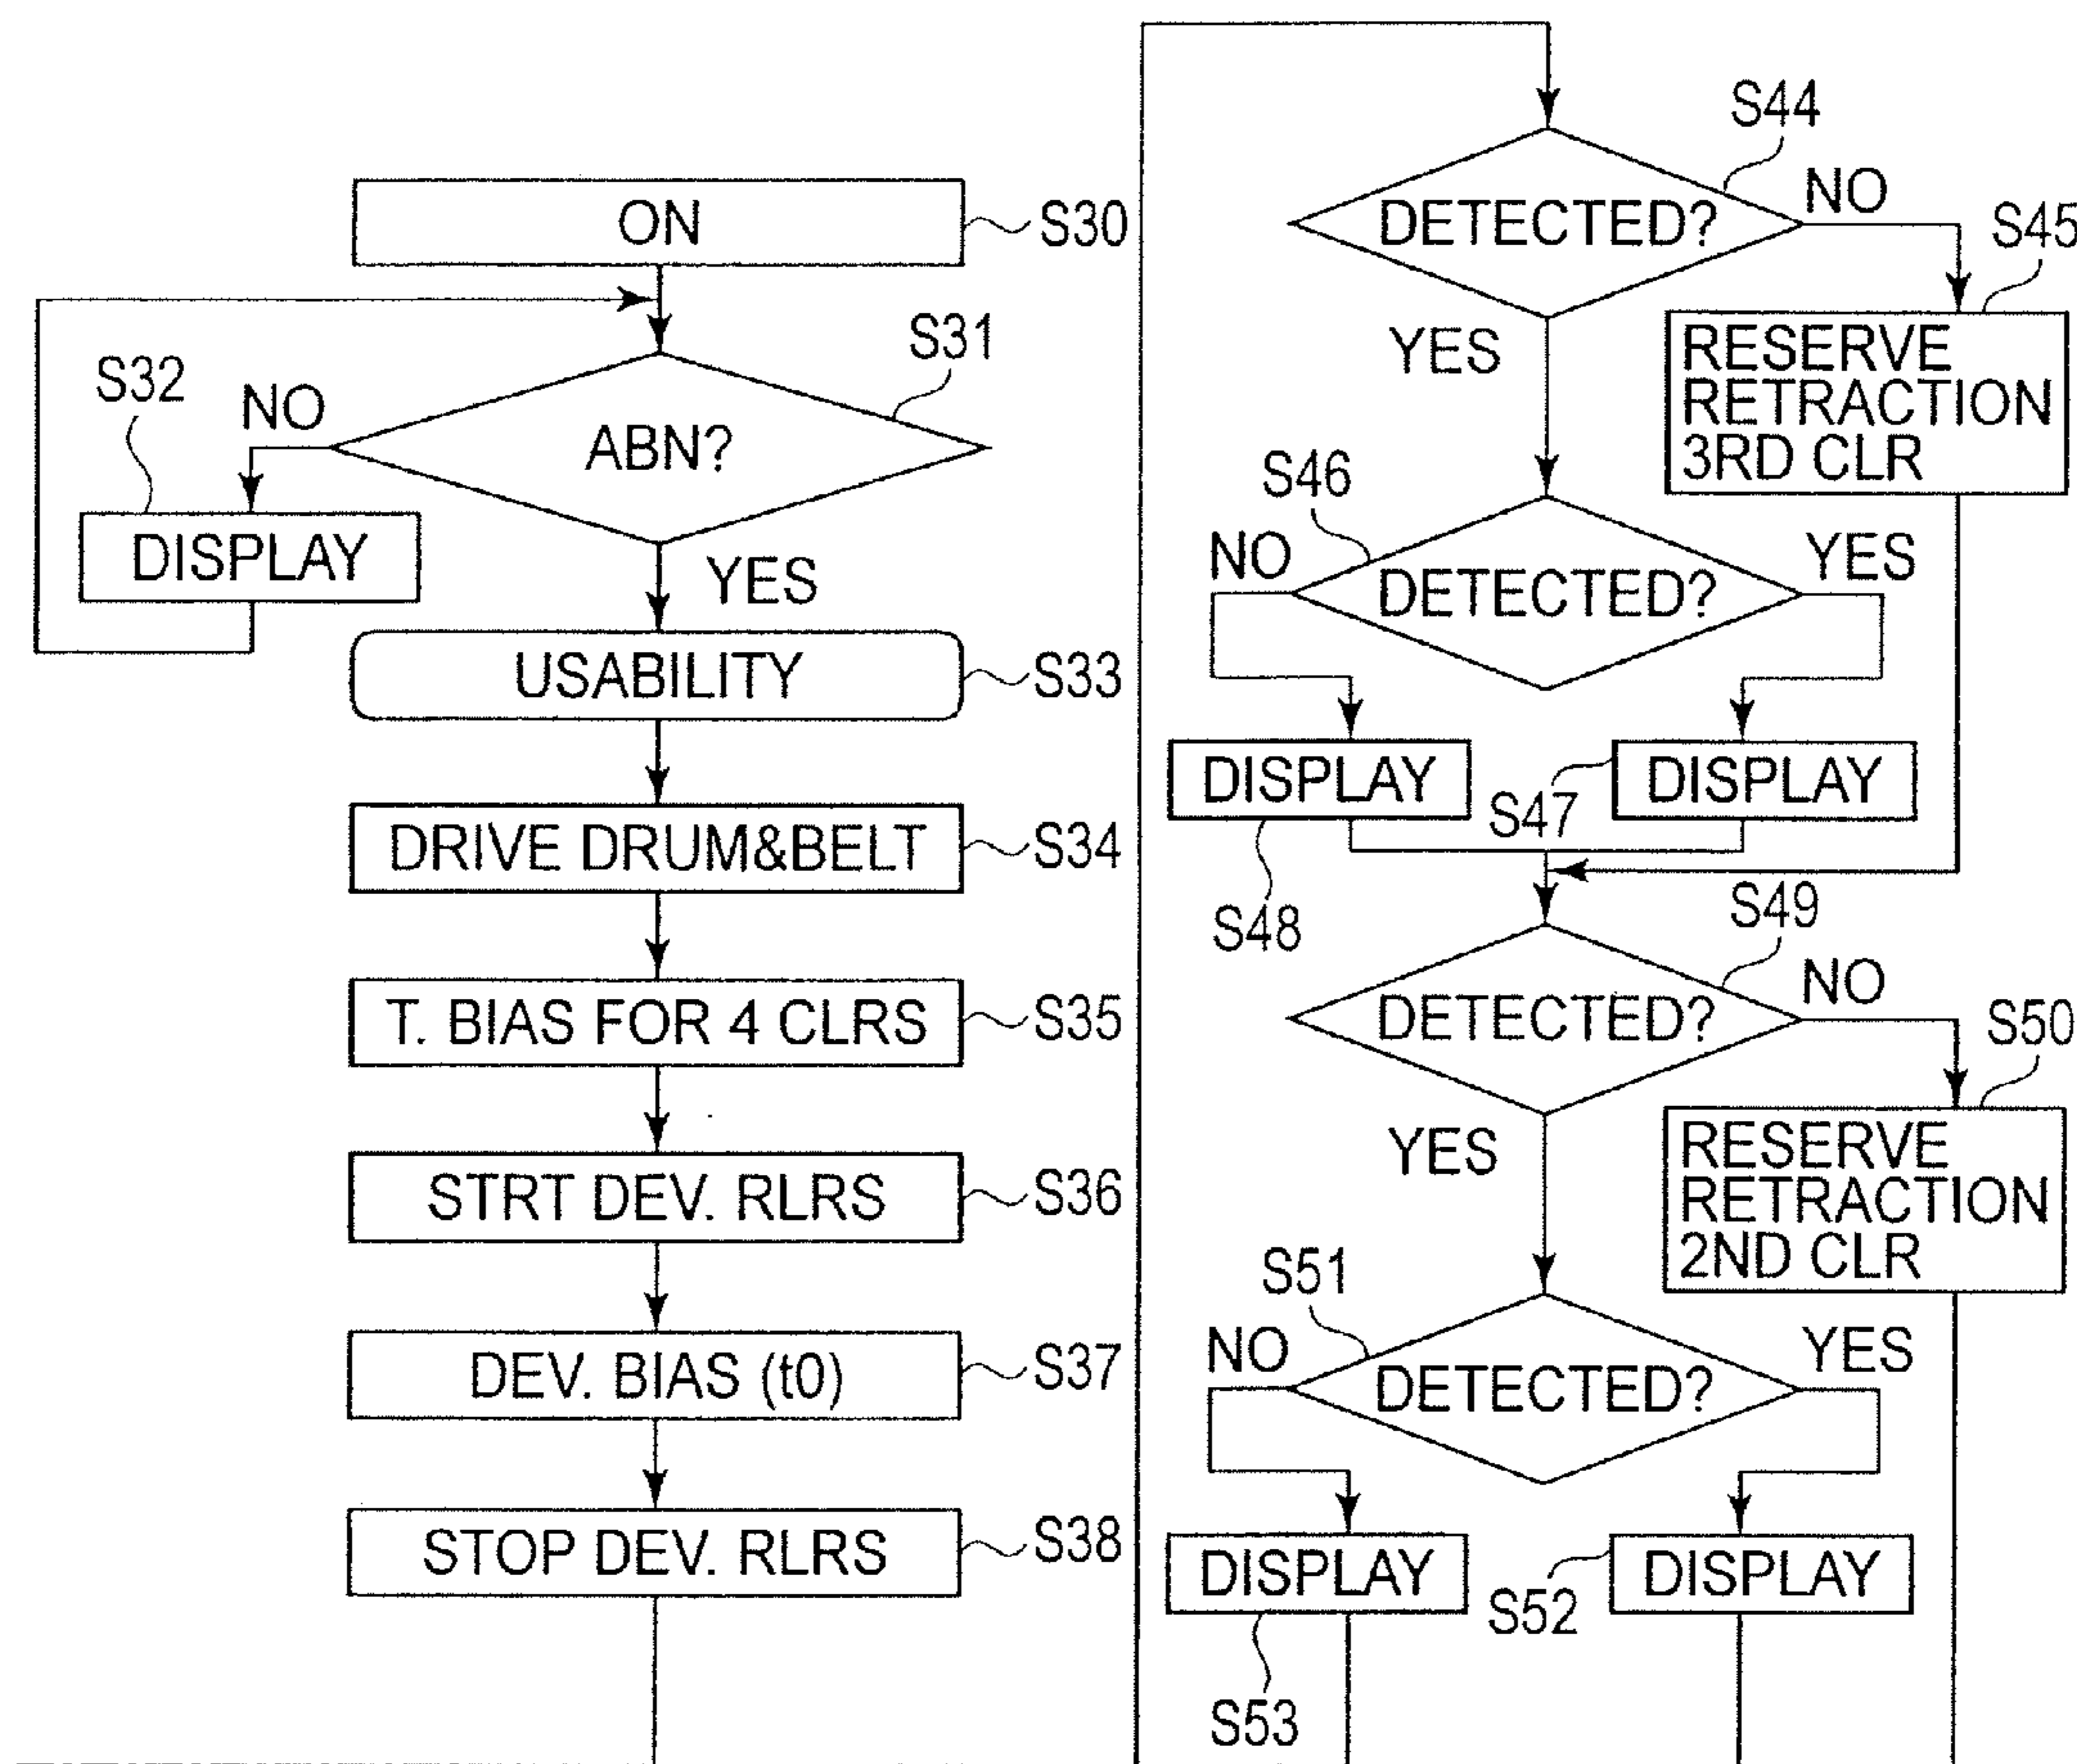 ON
S30
S31
S32
NO
ABN?
DISPLAY
YES
USABILITY
S33
DRIVE DRUM&BELT
S34
T. BIAS FOR 4 CLRS
S35
STRT DEV. RLRS
S36
DEV. BIAS (t0)
S37
STOP DEV. RLRS
S38
S44
DETECTED?
NO
S45
YES
RESERVE
RETRACTION
3RD CLR
S46
NO
DETECTED?
YES
DISPLAY
S47
DISPLAY
S48
S49
DETECTED?
NO
S50
YES
RESERVE
RETRACTION
2ND CLR
S51
NO
DETECTED?
YES
DISPLAY
S52
DISPLAY
S53